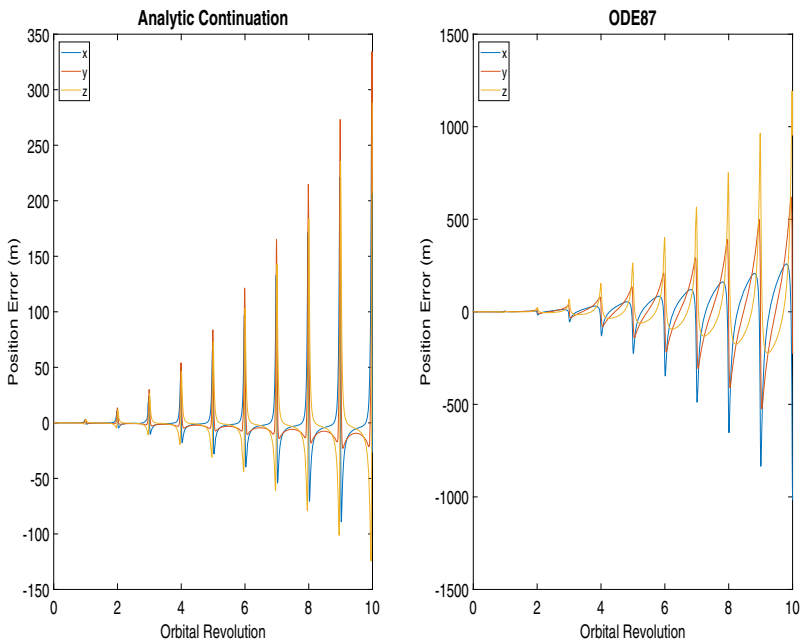 Analytic Continuation
350
300
250
200
150
100
50
0
-50
-100
-150
Position Error (m)
x
y
z
0
2
4
6
8
10
Orbital Revolution
ODE87
1500
1000
500
0
-500
-1000
-1500
Position Error (m)
x
y
z
0
2
4
6
8
10
Orbital Revolution